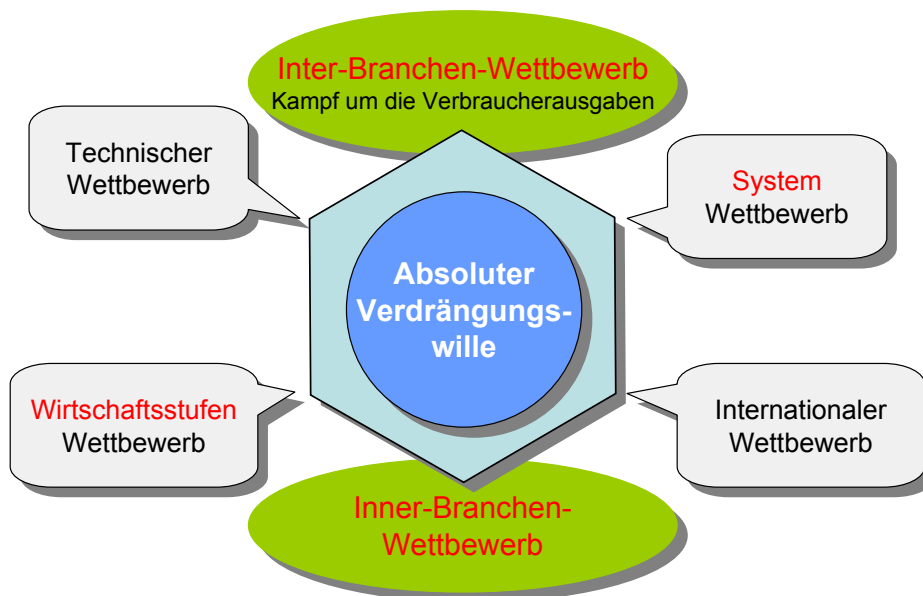 Inter-Branchen-Wettbewerb
Kampf um die Verbraucherausgaben
Technischer
Wettbewerb
System
Wettbewerb
Absoluter
Verdrängungs-
wille
Wirtschaftsstufen
Wettbewerb
Internationaler
Wettbewerb
Inner-Branchen-
Wettbewerb